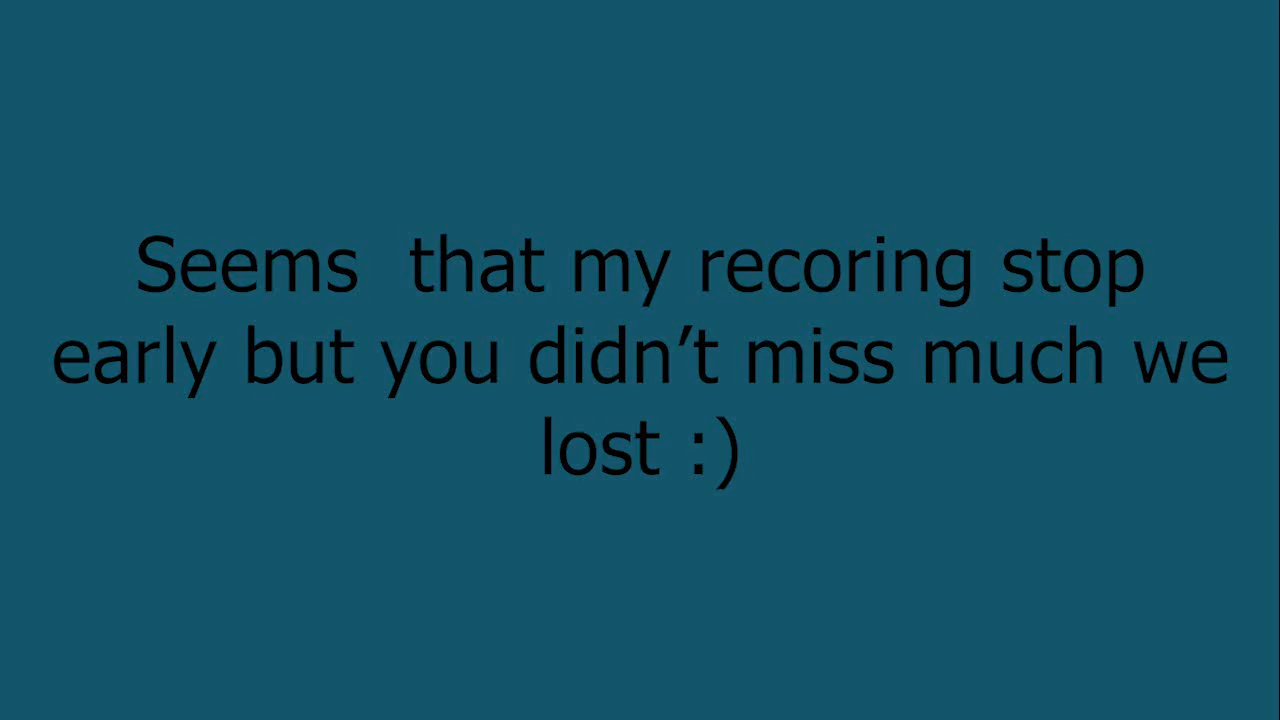 Seems  that my recoring stop
early but you didn’t miss much we
lost :)